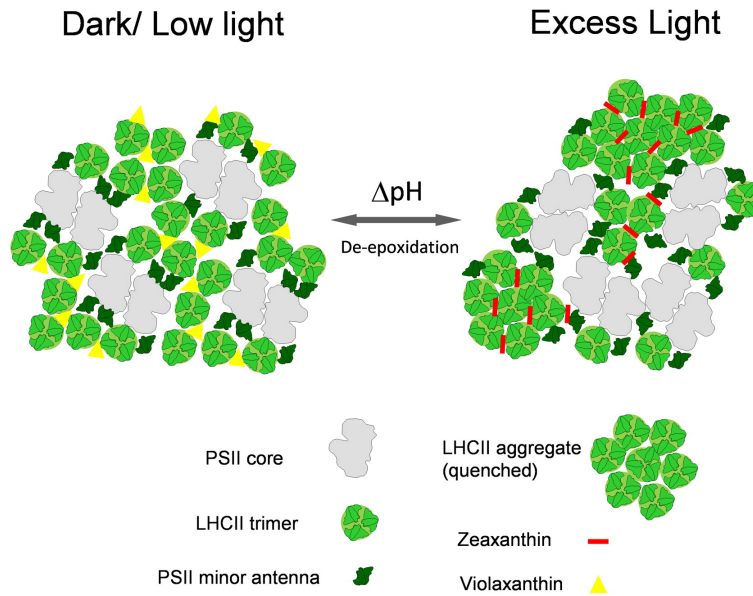 Dark/ Low light
Excess Light
ΔpH
De-epoxidation
PSII core
LHCII aggregate
(quenched)
LHCII trimer
Zeaxanthin
PSII minor antenna
Violaxanthin